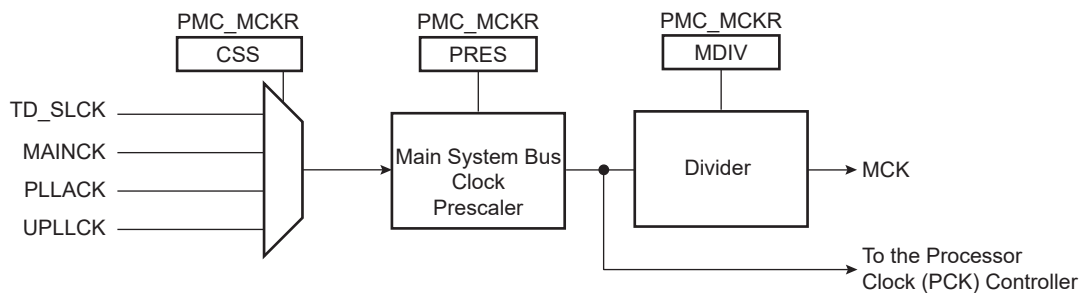 PMC_MCKR
PMC_MCKR
PMC_MCKR
CSS
PRES
MDIV
TD_SLCK
MAINCK
PLLACK
UPLLCK
Main System Bus
Clock
Prescaler
Divider
MCK
To the Processor
Clock (PCK) Controller